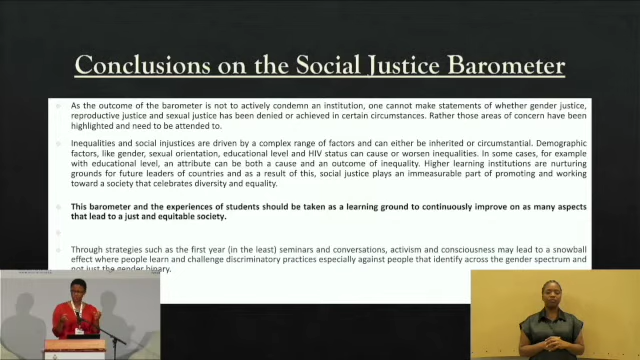 Conclusions on the Social Justice Barometer
As the outcome of the barometer is not to actively condemn an institution, one cannot make statements of whether gender justice,
reproductive justice and sexual justice has been denied or achieved in certain circumstances. Rather those areas of concern have been
highlighted and need to be attended to.
Inequalities and social injustices are driven by a complex range of factors and can either be inherited or circumstantial. Demographic
factors, like gender, sexual orientation, educational level and HIV status can cause or worsen inequalities. In some cases, for example
with educational level, an attribute can be both a cause and an outcome of inequality. Higher learning institutions are nurturing
grounds for future leaders of countries and as a result of this, social justice plays an immeasurable part of promoting and working
toward a society that celebrates diversity and equality.
This barometer and the experiences of students should be taken as a learning ground to continuously improve on as many aspects
that lead to a just and equitable society.
Through strategies such as the first year (in the least) seminars and conversations, activism and consciousness may lead to a snowball
effect where people learn and challenge discriminatory practices especially against people that identify across the gender spectrum and
not just the gender binary.